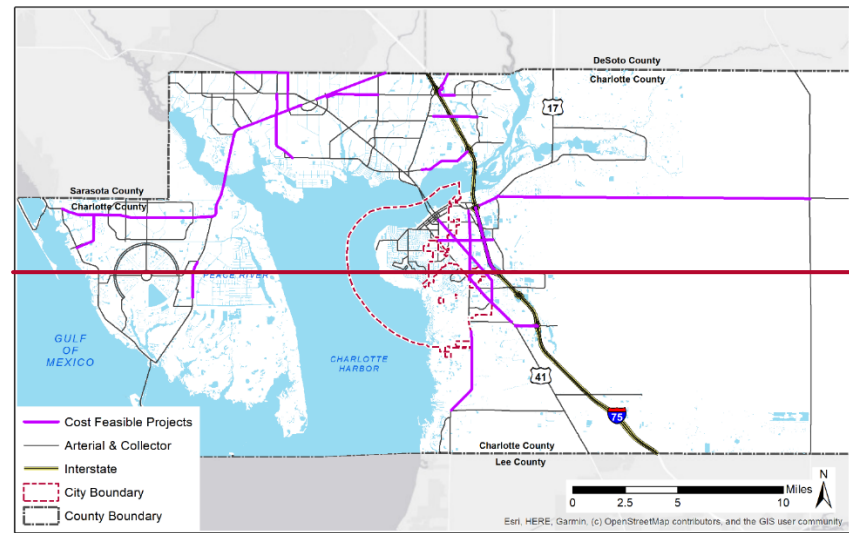 DeSoto County
Charlotte County
17
Sarasota County
Charlotte County
PEACE RIVER
GULF
OF
MEXICO
CHARLOTTE
HARBOR
41
75
Charlotte County
Lee County
Cost Feasible Projects
Arterial & Collector
Interstate
City Boundary
County Boundary
N
Miles
0 2.5 5 10
Esri, HERE, Garmin, (c) OpenStreetMap contributors, and the GIS user community